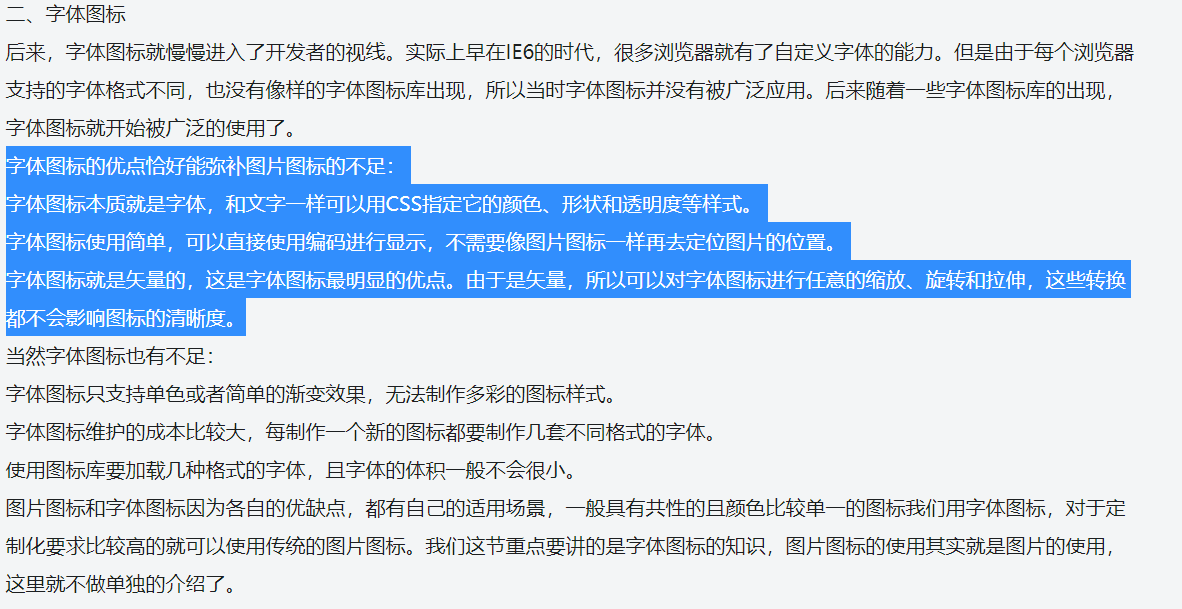 二、字体图标
后来，字体图标就慢慢进入了开发者的视线。实际上早在IE6的时代，很多浏览器就有了自定义字体的能力。但是由于每个浏览器
支持的字体格式不同，也没有像样的字体图标库出现，所以当时字体图标并没有被广泛应用。后来随着一些字体图标库的出现，
字体图标就开始被广泛的使用了。
字体图标的优点恰好能弥补图片图标的不足：
字体图标本质就是字体，和文字一样可以用CSS指定它的颜色、形状和透明度等样式。
字体图标使用简单，可以直接使用编码进行显示，不需要像图片图标一样再去定位图片的位置。
字体图标就是矢量的，这是字体图标最明显的优点。由于是矢量，所以可以对字体图标进行任意的缩放、旋转和拉伸，这些转换
都不会影响图标的清晰度。
当然字体图标也有不足：
字体图标只支持单色或者简单的渐变效果，无法制作多彩的图标样式。
字体图标维护的成本比较大，每制作一个新的图标都要制作几套不同格式的字体。
使用图标库要加载几种格式的字体，且字体的体积一般不会很小。
图片图标和字体图标因为各自的优缺点，都有自己的适用场景，一般具有共性的且颜色比较单一的图标我们用字体图标，对于定
制化要求比较高的就可以使用传统的图片图标。我们这节重点要讲的是字体图标的知识，图片图标的使用其实就是图片的使用，
这里就不做单独的介绍了。